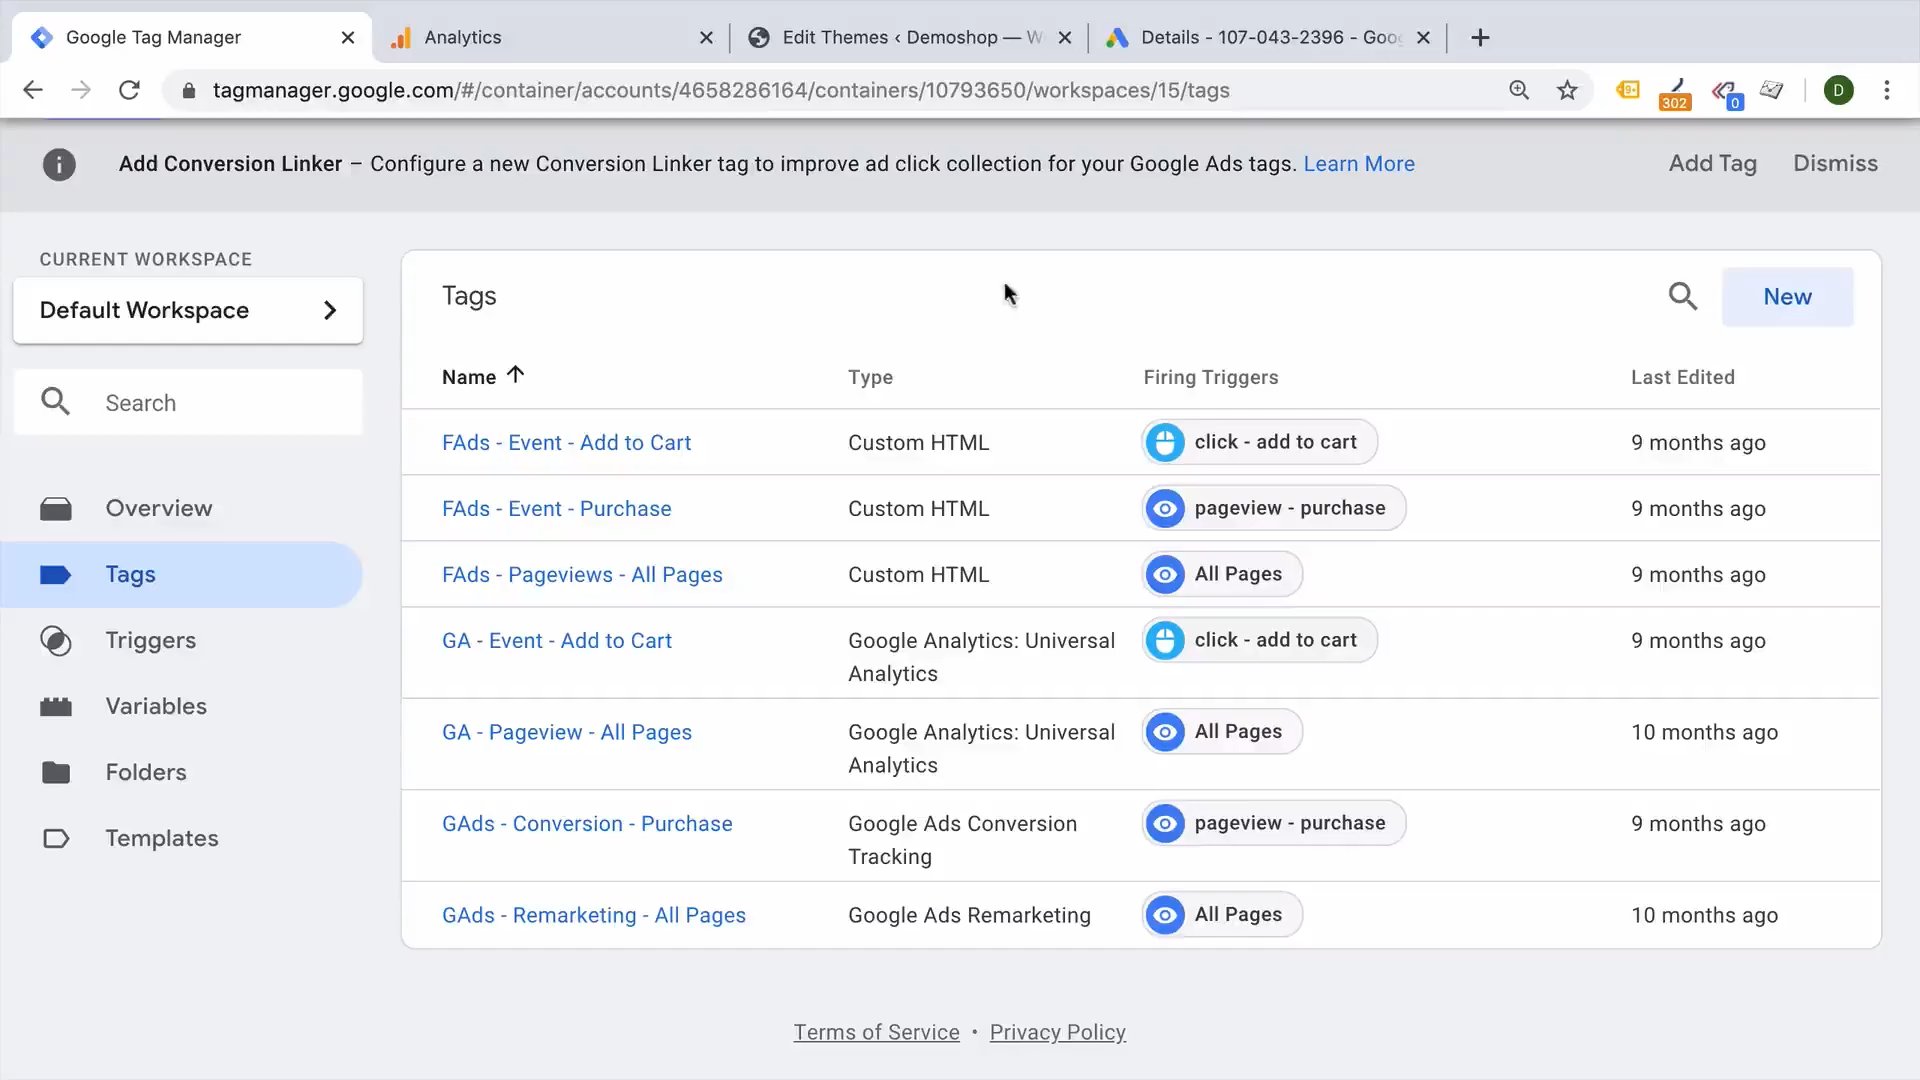 Google Tag Manager
Analytics
Edit Themes ‹ Demoshop — W
Details - 107-043-2396 - Goo
tagmanager.google.com/#/container/accounts/4658286164/containers/10793650/workspaces/15/tags
302
0
D
Add Conversion Linker – Configure a new Conversion Linker tag to improve ad click collection for your Google Ads tags. Learn More
Add Tag
Dismiss
CURRENT WORKSPACE
Default Workspace
Search
Overview
Tags
Triggers
Variables
Folders
Templates
Tags
New
Name Type Firing Triggers Last Edited
FAds - Event - Add to Cart Custom HTML click - add to cart 9 months ago
FAds - Event - Purchase Custom HTML pageview - purchase 9 months ago
FAds - Pageviews - All Pages Custom HTML All Pages 9 months ago
GA - Event - Add to Cart Google Analytics: Universal click - add to cart 9 months ago
Analytics
GA - Pageview - All Pages Google Analytics: Universal All Pages 10 months ago
Analytics
GAds - Conversion - Purchase Google Ads Conversion pageview - purchase 9 months ago
Tracking
GAds - Remarketing - All Pages Google Ads Remarketing All Pages 10 months ago
Terms of Service • Privacy Policy